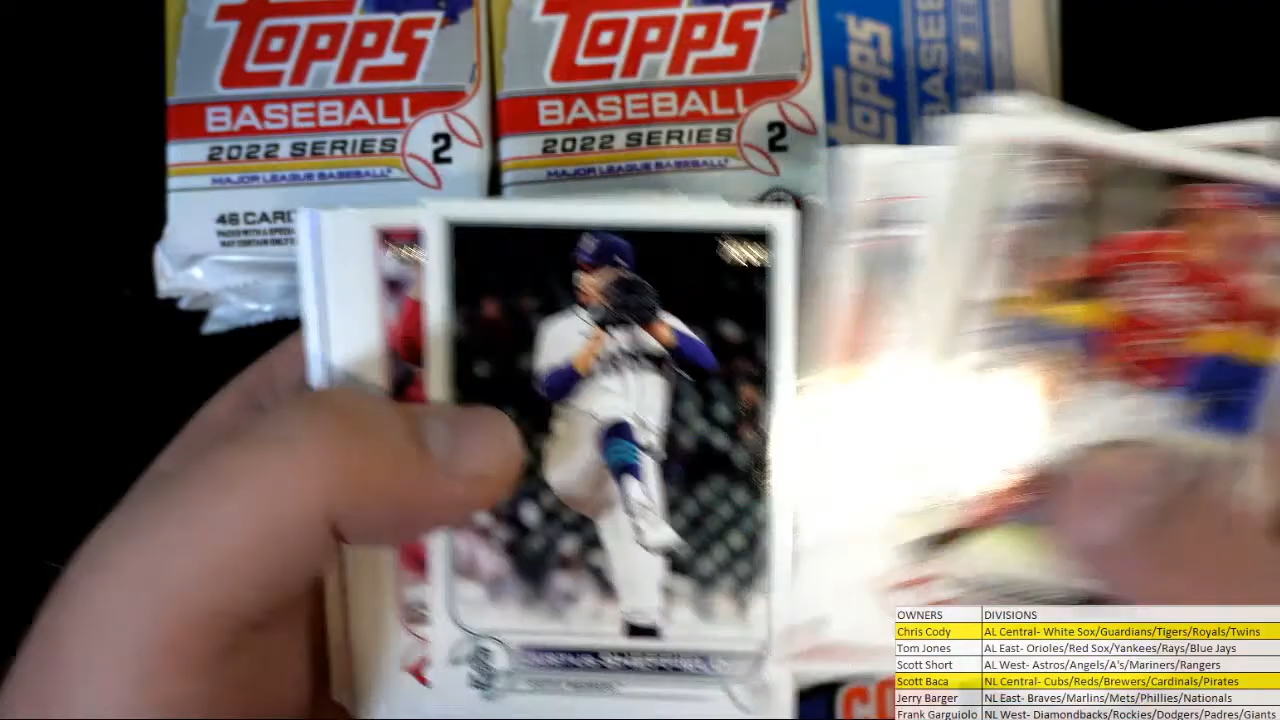 TOPPS
BASEBALL
2022 SERIES 2
MAJOR LEAGUE BASEBALL
46 CAR
TOPPS
BASEBALL
2022 SERIES 2
MAJOR LEAGUE BASEBALL
TOPPS
BASEB
OWNERS DIVISIONS
Chris Cody AL Central- White Sox/Guardians/Tigers/Royals/Twins
Tom Jones AL East- Orioles/Red Sox/Yankees/Rays/Blue Jays
Scott Short AL West- Astros/Angels/A's/Mariners/Rangers
Scott Baca NL Central- Cubs/Reds/Brewers/Cardinals/Pirates
Jerry Barger NL East- Braves/Marlins/Mets/Phillies/Nationals
Frank Garguiolo NL West- Diamondbacks/Rockies/Dodgers/Padres/Giants